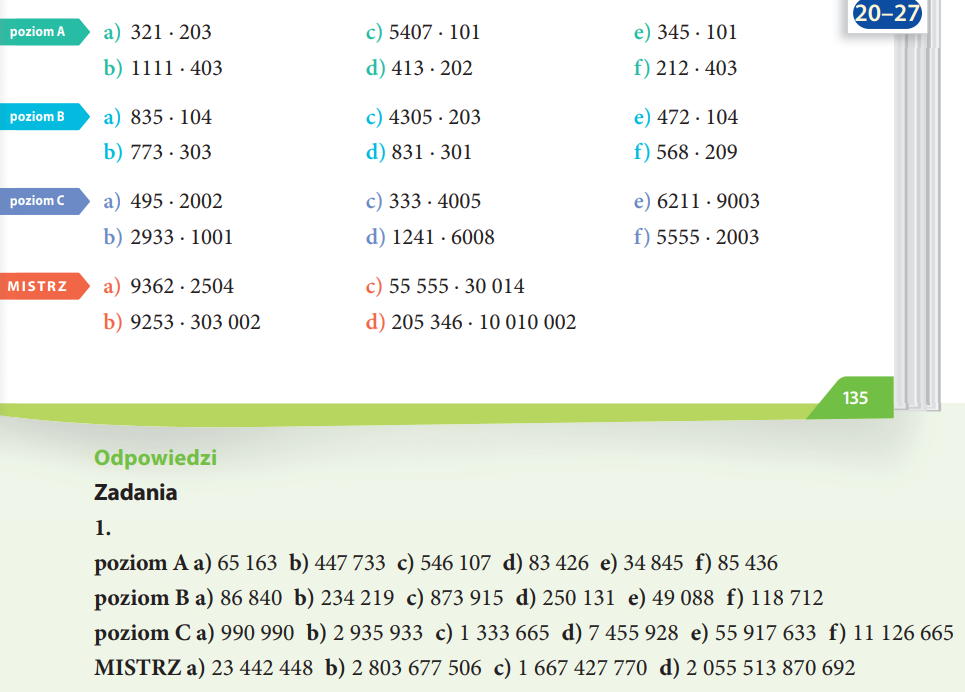 20–27
poziom A a) 321 · 203 c) 5407 · 101 e) 345 · 101
b) 1111 · 403 d) 413 · 202 f) 212 · 403
poziom B a) 835 · 104 c) 4305 · 203 e) 472 · 104
b) 773 · 303 d) 831 · 301 f) 568 · 209
poziom C a) 495 · 2002 c) 333 · 4005 e) 6211 · 9003
b) 2933 · 1001 d) 1241 · 6008 f) 5555 · 2003
MISTRZ a) 9362 · 2504 c) 55 555 · 30 014
b) 9253 · 303 002 d) 205 346 · 10 010 002
135
Odpowiedzi
Zadania
1.
poziom A a) 65 163 b) 447 733 c) 546 107 d) 83 426 e) 34 845 f) 85 436
poziom B a) 86 840 b) 234 219 c) 873 915 d) 250 131 e) 49 088 f) 118 712
poziom C a) 990 990 b) 2 935 933 c) 1 333 665 d) 7 455 928 e) 55 917 633 f) 11 126 665
MISTRZ a) 23 442 448 b) 2 803 677 506 c) 1 667 427 770 d) 2 055 513 870 692